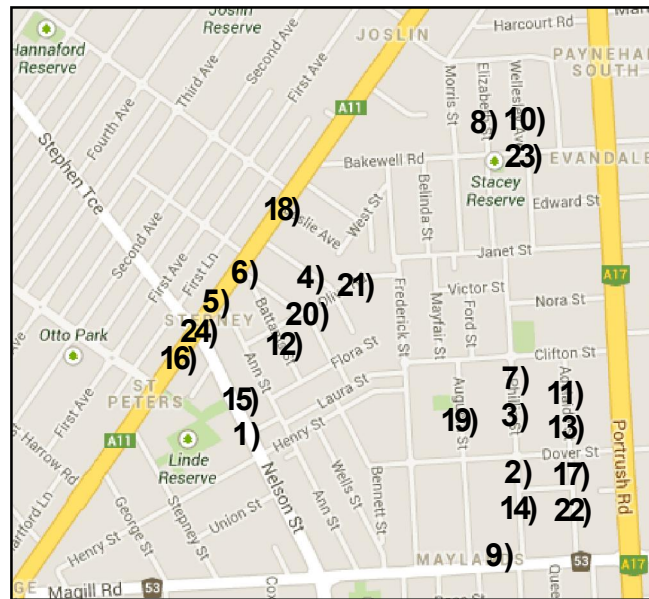 Hannaford
Reserve
Joslin
Reserve
JOSLIN
Harcourt Rd
PAYNEHAM
SOUTH
Third Ave
Second Ave
First Ave
Fourth Ave
A11
Morris St
Elizabeth St
Wellesley Ave
8)
10)
23)
Bakewell Rd
EVANDALE
Stacey
Reserve
Stephen Tce
18)
West St
Belinda St
Edward St
Second Ave
First Ave
First Ln
Janet St
A17
6)
4)
21)
5)
20)
Victor St
Nora St
STEPNEY
24)
Otto Park
16)
12)
Frederick St
Mayfair St
Ford St
Flora St
Clifton St
Ann St
ST
PETERS
First Ave
Laura St
7)
11)
15)
3)
13)
19)
1)
Henry St
A11
Linde
Reserve
Harrow Rd
Portrush Rd
Dover St
Nelson St
Wells St
Bennett St
Ann St
2)
17)
14)
22)
George St
Stepney St
Union St
Henry St
MAYLANDS
9)
53
A17
Magill Rd
53